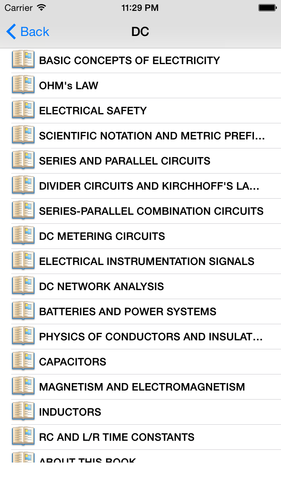 Carrier 11:29 PM
Back DC
BASIC CONCEPTS OF ELECTRICITY
OHM's LAW
ELECTRICAL SAFETY
SCIENTIFIC NOTATION AND METRIC PREFI...
SERIES AND PARALLEL CIRCUITS
DIVIDER CIRCUITS AND KIRCHHOFF'S LA...
SERIES-PARALLEL COMBINATION CIRCUITS
DC METERING CIRCUITS
ELECTRICAL INSTRUMENTATION SIGNALS
DC NETWORK ANALYSIS
BATTERIES AND POWER SYSTEMS
PHYSICS OF CONDUCTORS AND INSULAT...
CAPACITORS
MAGNETISM AND ELECTROMAGNETISM
INDUCTORS
RC AND L/R TIME CONSTANTS
ABOUT THIS BOOK